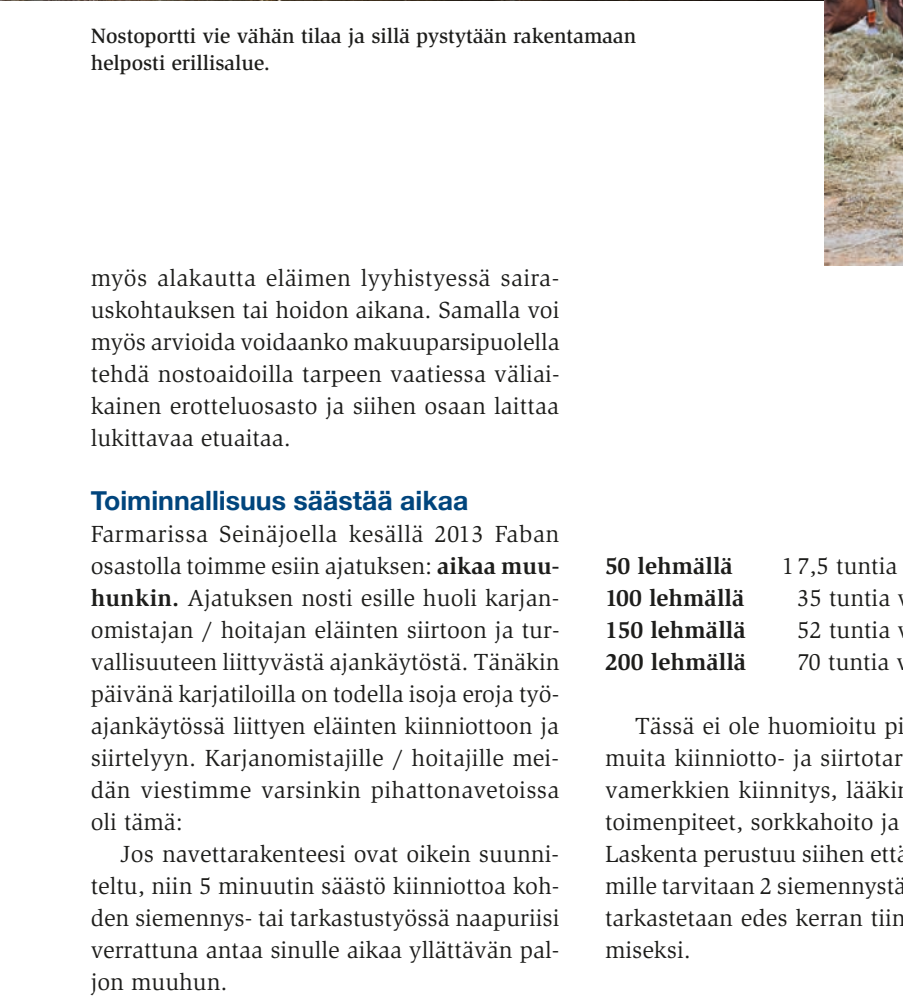 Nostoportti vie vähän tilaa ja sillä pystytään rakentamaan
helposti erillisalue.
myös alakautta eläimen lyyhistyessä saira-
uskohtauksen tai hoidon aikana. Samalla voi
myös arvioida voidaanko makuuparsipuolella
tehdä nostoaidoilla tarpeen vaatiessa väliai-
kainen erotteluosasto ja siihen osaan laittaa
lukittavaa etuaitaa.
Toiminnallisuus säästää aikaa
Farmarissa Seinäjoella kesällä 2013 Faban
osastolla toimme esiin ajatuksen: aikaa muu-
hunkin. Ajatuksen nosti esille huoli karjan-
omistajan / hoitajan eläinten siirtoon ja tur-
vallisuuteen liittyvästä ajankäytöstä. Tänäkin
päivänä karjatiloilla on todella isoja eroja työ-
ajankäytössä liittyen eläinten kiinniottoon ja
siirtelyyn. Karjanomistajille / hoitajille mei-
dän viestimme varsinkin pihattonavetoissa
oli tämä:
Jos navettarakenteesi ovat oikein suunni-
teltu, niin 5 minuutin säästö kiinniottoa koh-
den siemennys- tai tarkastustyössä naapuriisi
verrattuna antaa sinulle aikaa yllättävän pal-
jon muuhun.
50 lehmällä 17,5 tuntia
100 lehmällä 35 tuntia v
150 lehmällä 52 tuntia v
200 lehmällä 70 tuntia v
Tässä ei ole huomioitu pi
muita kiinniotto- ja siirtotar
vamerkkien kiinnitys, lääkin
toimenpiteet, sorkkahoito ja
Laskenta perustuu siihen että
mille tarvitaan 2 siemennystä
tarkastetaan edes kerran tiin
miseksi.